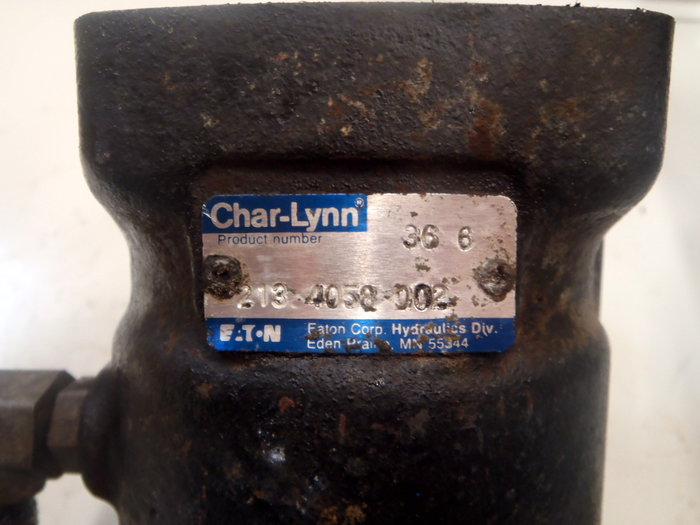 Char-Lynn®
Product number 36 6
213-4058-002
EATON Eaton Corp. Hydraulics Div.
Eden Prairie, MN 55344